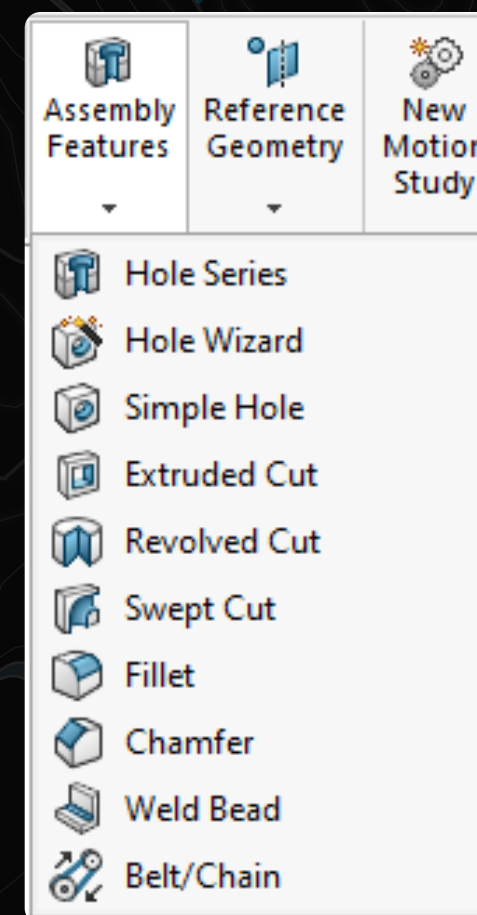 Assembly
Features
Reference
Geometry
New
Motion
Study
Hole Series
Hole Wizard
Simple Hole
Extruded Cut
Revolved Cut
Swept Cut
Fillet
Chamfer
Weld Bead
Belt/Chain